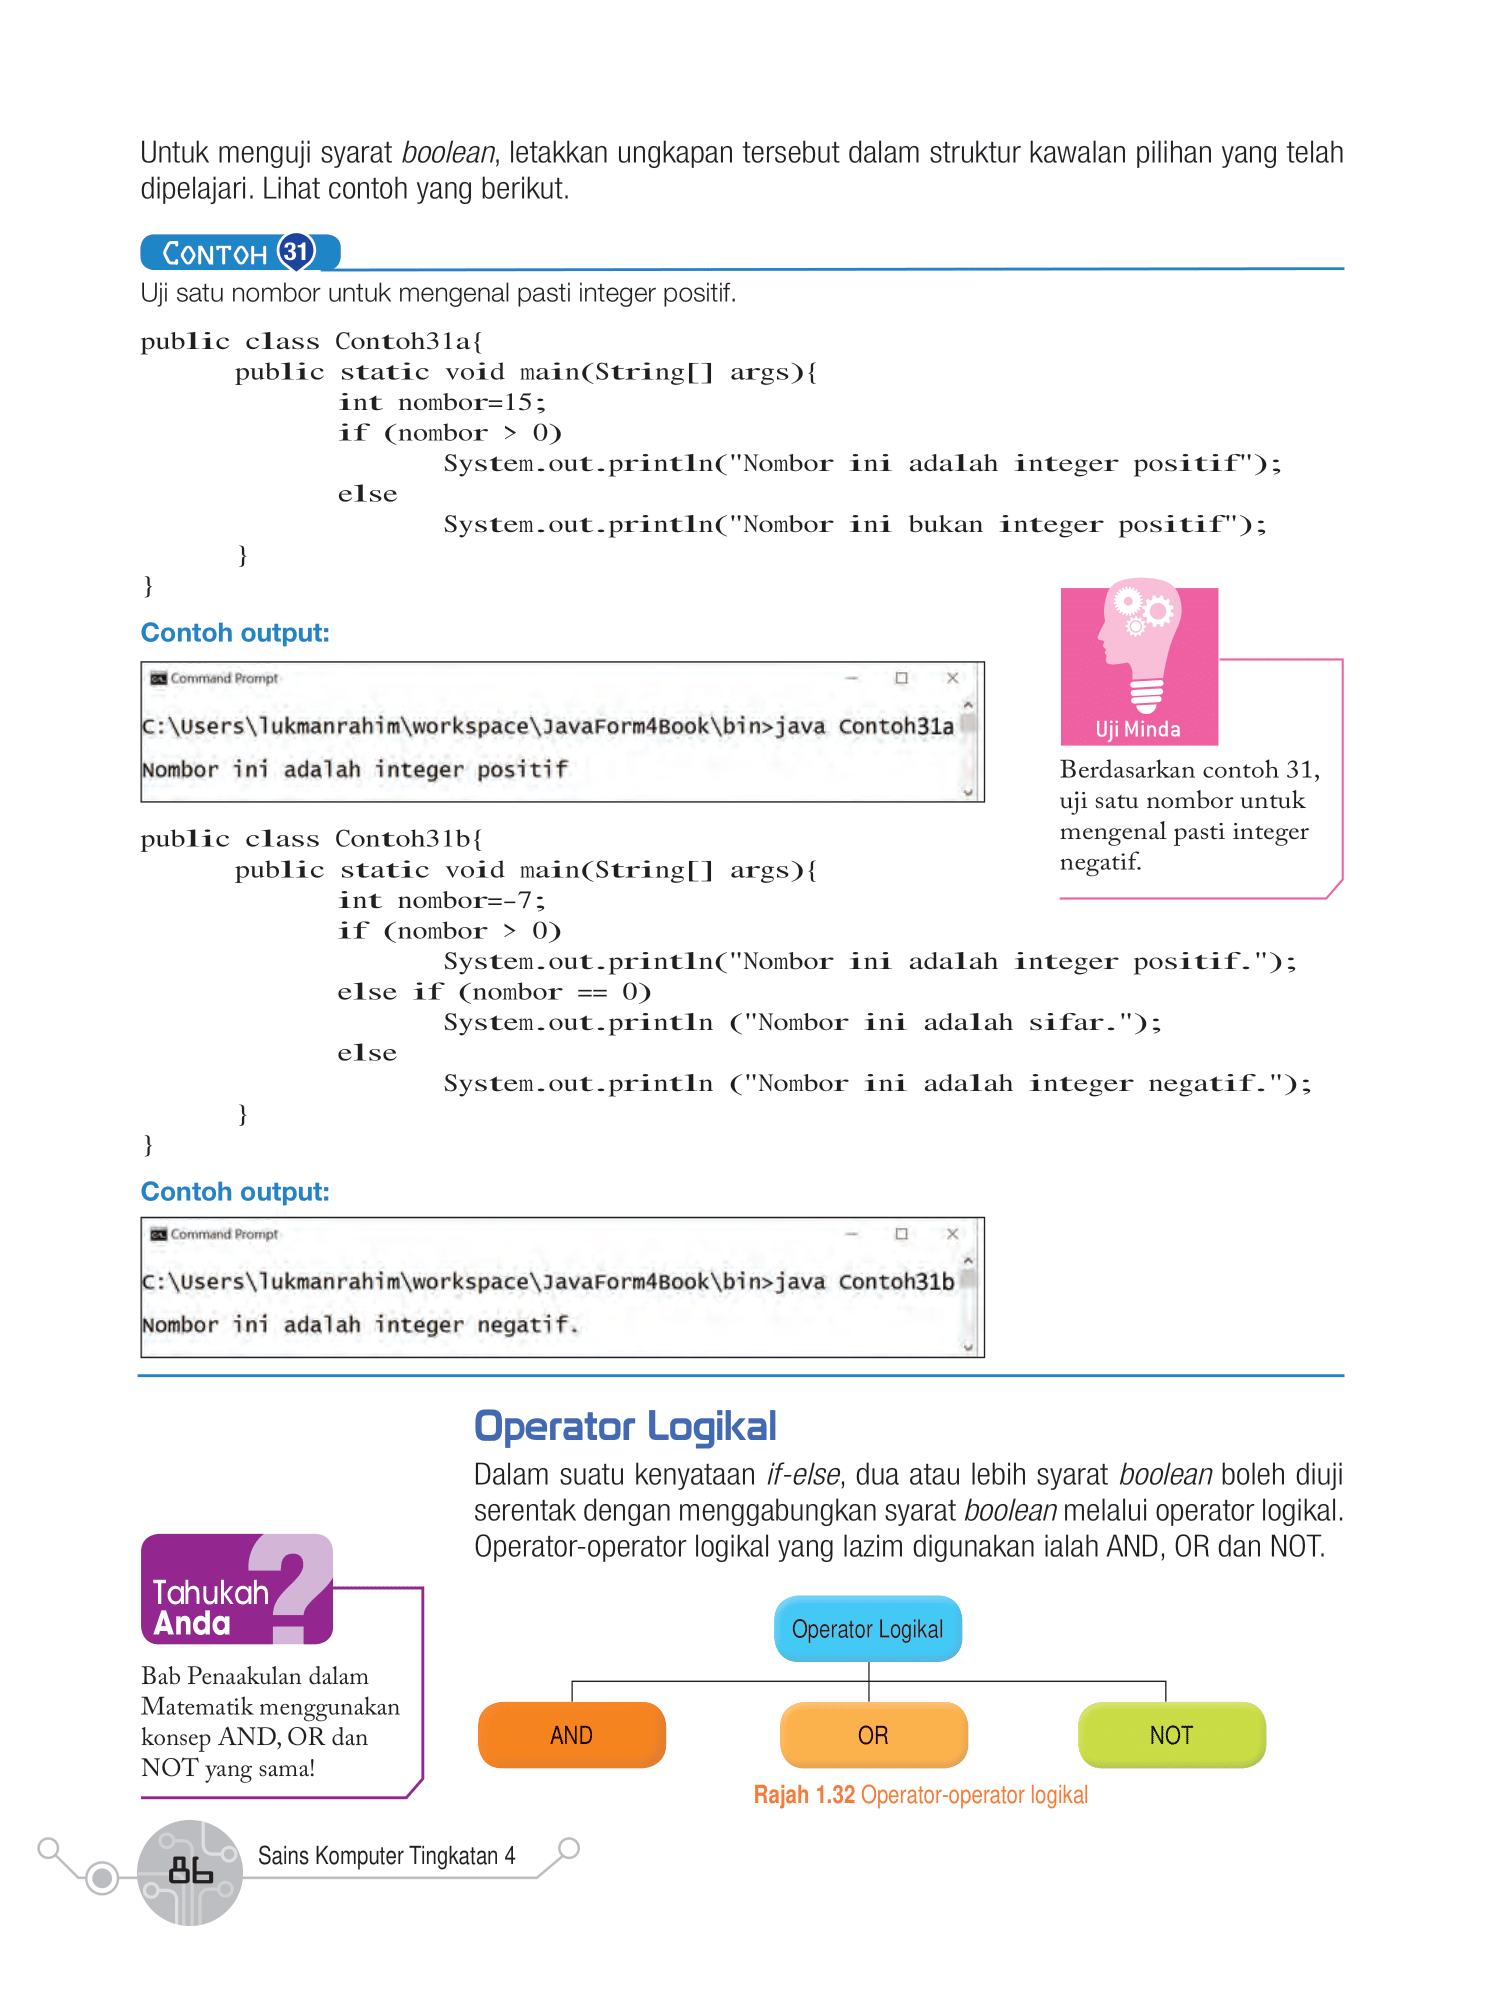 Untuk menguji syarat boolean, letakkan ungkapan tersebut dalam struktur kawalan pilihan yang telah
dipelajari. Lihat contoh yang berikut.
CONTOH 31
Uji satu nombor untuk mengenal pasti integer positif.
public class Contoh31a{
public static void main(String[] args){
int nombor=15;
if (nombor > 0)
System.out.println("Nombor ini adalah integer positif");
else
System.out.println("Nombor ini bukan integer positif");
}
}
Contoh output:
Command Prompt
C:\Users\lukmanrahim\workspace\JavaForm4Book\bin>java Contoh31a
Nombor ini adalah integer positif
Uji Minda
Berdasarkan contoh 31,
uji satu nombor untuk
mengenal pasti integer
negatif.
public class Contoh31b{
public static void main(String[] args){
int nombor=-7;
if (nombor > 0)
System.out.println("Nombor ini adalah integer positif.");
else if (nombor == 0)
System.out.println ("Nombor ini adalah sifar.");
else
System.out.println ("Nombor ini adalah integer negatif.");
}
}
Contoh output:
Command Prompt
C:\Users\lukmanrahim\workspace\JavaForm4Book\bin>java Contoh31b
Nombor ini adalah integer negatif.
Operator Logikal
Dalam suatu kenyataan if-else, dua atau lebih syarat boolean boleh diuji
serentak dengan menggabungkan syarat boolean melalui operator logikal.
Operator-operator logikal yang lazim digunakan ialah AND, OR dan NOT.
Tahukah
Anda
Bab Penaakulan dalam
Matematik menggunakan
konsep AND, OR dan
NOT yang sama!
Operator Logikal
AND OR NOT
Rajah 1.32 Operator-operator logikal
86 Sains Komputer Tingkatan 4